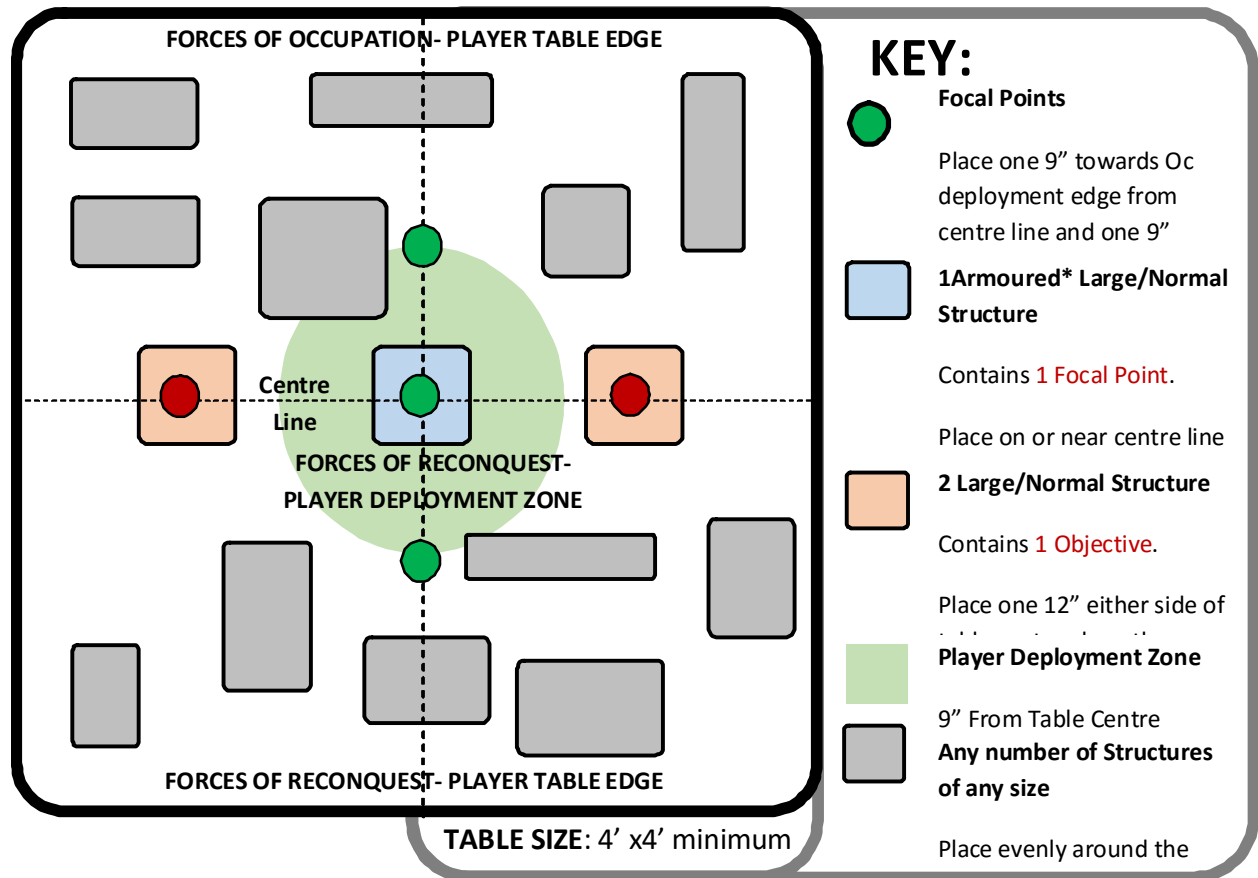 FORCES OF OCCUPATION- PLAYER TABLE EDGE
Centre
Line
FORCES OF RECONQUEST-
PLAYER DEPLOYMENT ZONE
FORCES OF RECONQUEST- PLAYER TABLE EDGE
TABLE SIZE: 4’ x4’ minimum
KEY:
Focal Points
Place one 9” towards Oc
deployment edge from
centre line and one 9”
1Armoured* Large/Normal
Structure
Contains 1 Focal Point.
Place on or near centre line
2 Large/Normal Structure
Contains 1 Objective.
Place one 12” either side of
Player Deployment Zone
9” From Table Centre
Any number of Structures
of any size
Place evenly around the